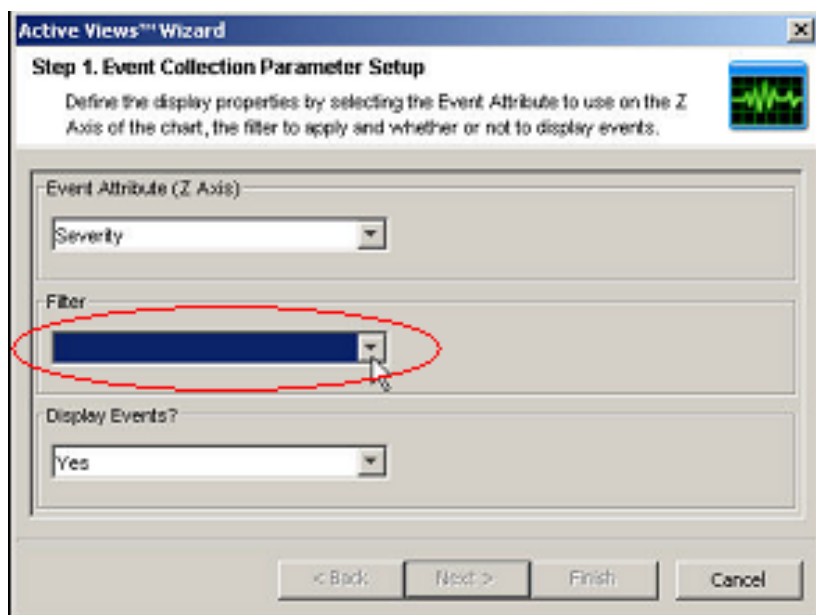 Active Views™ Wizard
Step 1. Event Collection Parameter Setup
Define the display properties by selecting the Event Attribute to use on the Z
Axis of the chart, the filter to apply and whether or not to display events.
Event Attribute (Z Axis)
Severity
Filter
Display Events?
Yes
< Back Next > Finish Cancel